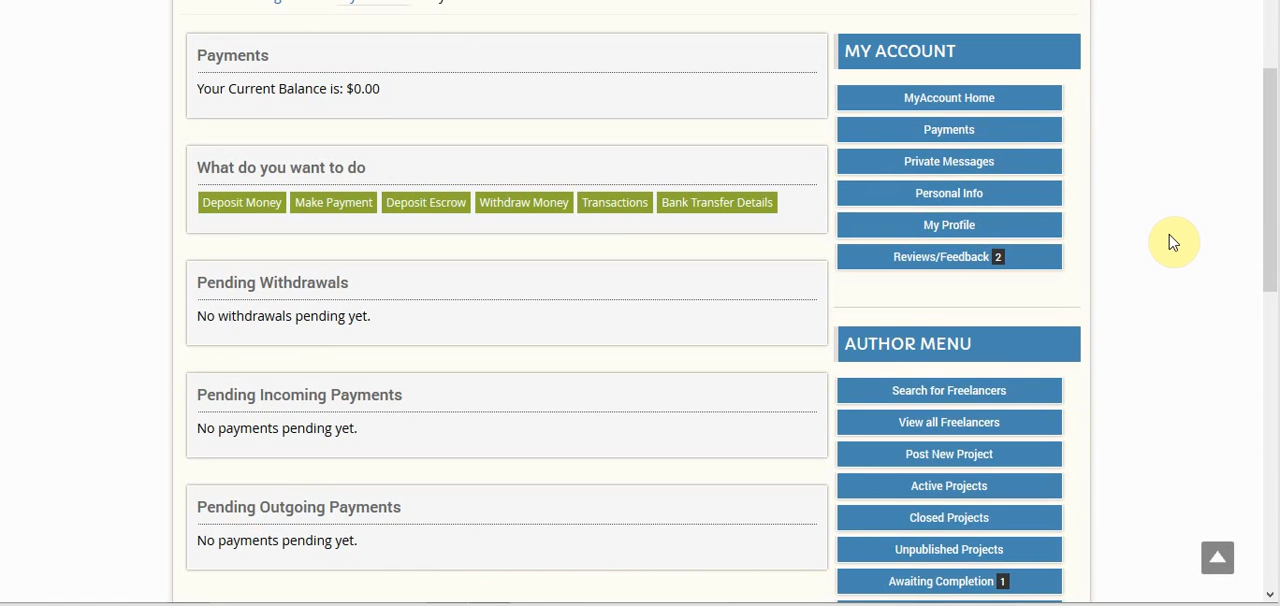 Payments
Your Current Balance is: $0.00
What do you want to do
Deposit Money
Make Payment
Deposit Escrow
Withdraw Money
Transactions
Bank Transfer Details
Pending Withdrawals
No withdrawals pending yet.
Pending Incoming Payments
No payments pending yet.
Pending Outgoing Payments
No payments pending yet.
MY ACCOUNT
MyAccount Home
Payments
Private Messages
Personal Info
My Profile
Reviews/Feedback 2
AUTHOR MENU
Search for Freelancers
View all Freelancers
Post New Project
Active Projects
Closed Projects
Unpublished Projects
Awaiting Completion 1